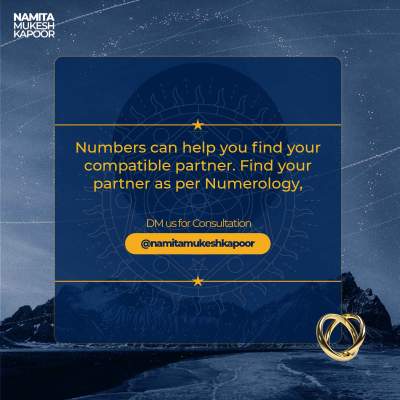 NAMITA
MUKESH
KAPOOR
Numbers can help you find your
compatible partner. Find your
partner as per Numerology,
DM us for Consultation
@namitamukeshkapoor